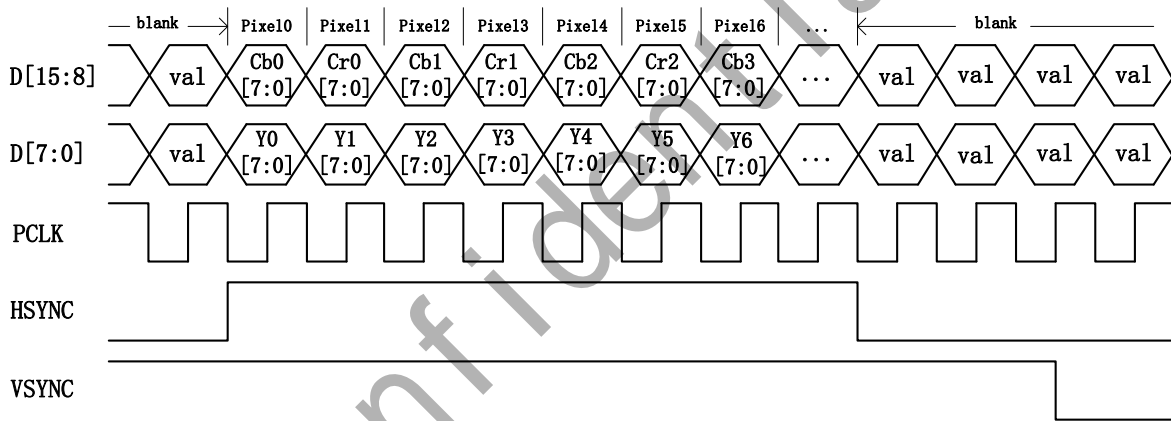 blank Pixel0 Pixel1 Pixel2 Pixel3 Pixel4 Pixel5 Pixel6 ... blank
D[15:8] val Cb0 [7:0] Cr0 [7:0] Cb1 [7:0] Cr1 [7:0] Cb2 [7:0] Cr2 [7:0] Cb3 [7:0] ... val val val val
D[7:0] val Y0 [7:0] Y1 [7:0] Y2 [7:0] Y3 [7:0] Y4 [7:0] Y5 [7:0] Y6 [7:0] ... val val val val
PCLK
HSYNC
VSYNC
nfident